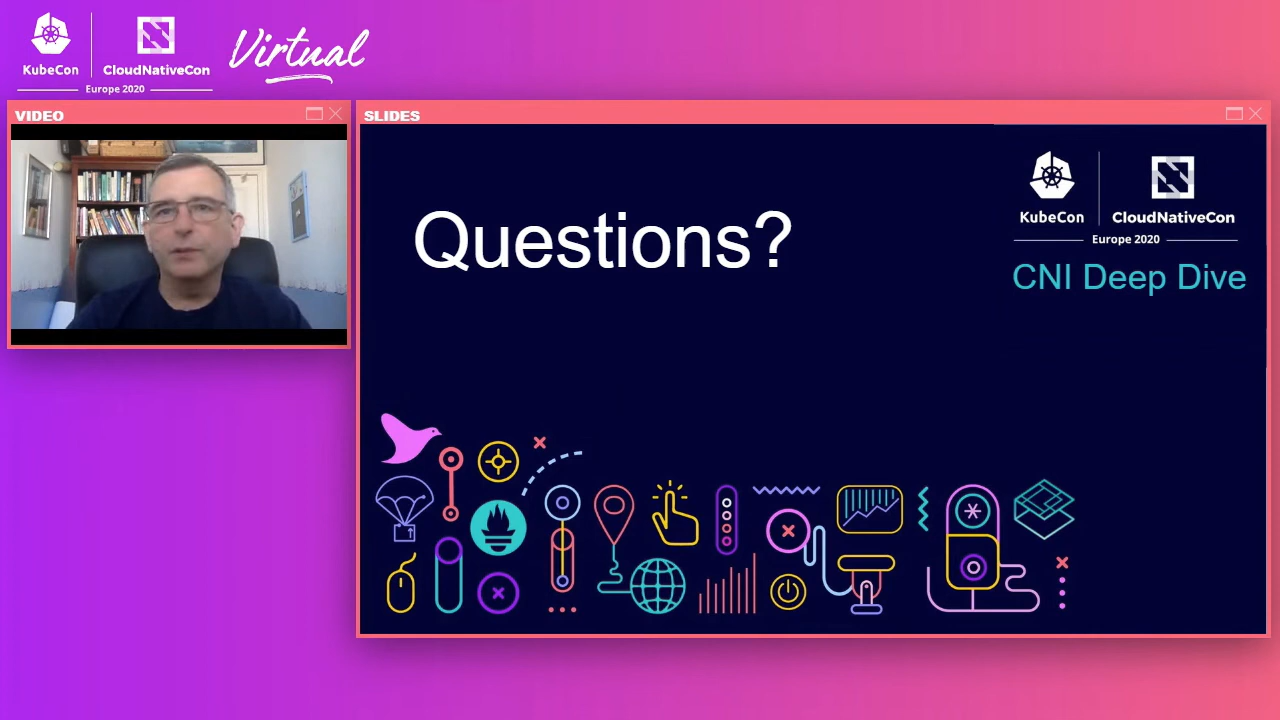 KubeCon
CloudNativeCon
Virtual
Europe 2020
VIDEO
SLIDES
Questions?
KubeCon
CloudNativeCon
Europe 2020
CNI Deep Dive